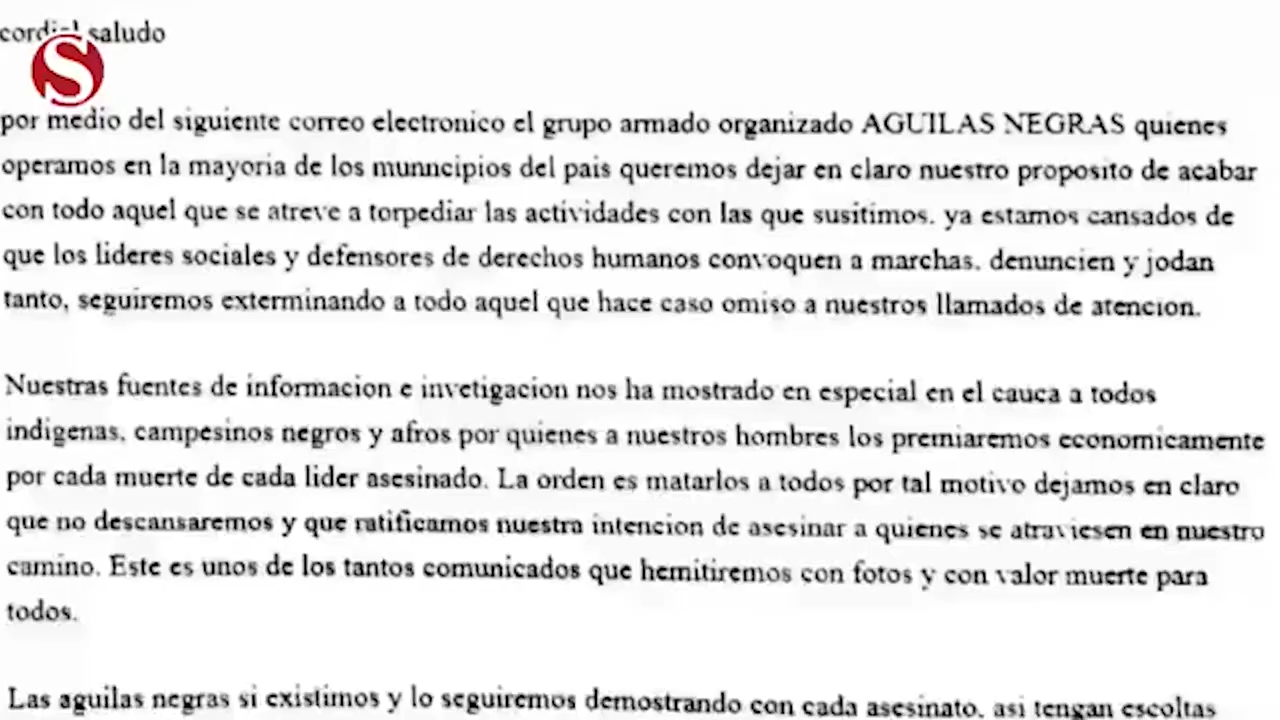 cordial saludo
S
por medio del siguiente correo electronico el grupo armado organizado AGUILAS NEGRAS quienes
operamos en la mayoria de los munncipios del pais queremos dejar en claro nuestro proposito de acabar
con todo aquel que se atreve a torpediar las actividades con las que susitimos. ya estamos cansados de
que los lideres sociales y defensores de derechos humanos convoquen a marchas. denuncien y jodan
tanto, seguiremos exterminando a todo aquel que hace caso omiso a nuestros llamados de atencion.
Nuestras fuentes de informacion e invetigacion nos ha mostrado en especial en el cauca a todos
indigenas, campesinos negros y afros por quienes a nuestros hombres los premiaremos economicamente
por cada muerte de cada lider asesinado. La orden es matarlos a todos por tal motivo dejamos en claro
que no descansaremos y que ratificamos nuestra intencion de asesinar a quienes se atraviesen en nuestro
camino. Este es unos de los tantos comunicados que hemitiremos con fotos y con valor muerte para
todos.
Las aguilas negras si existimos y lo seguiremos demostrando con cada asesinato, asi tengan escoltas